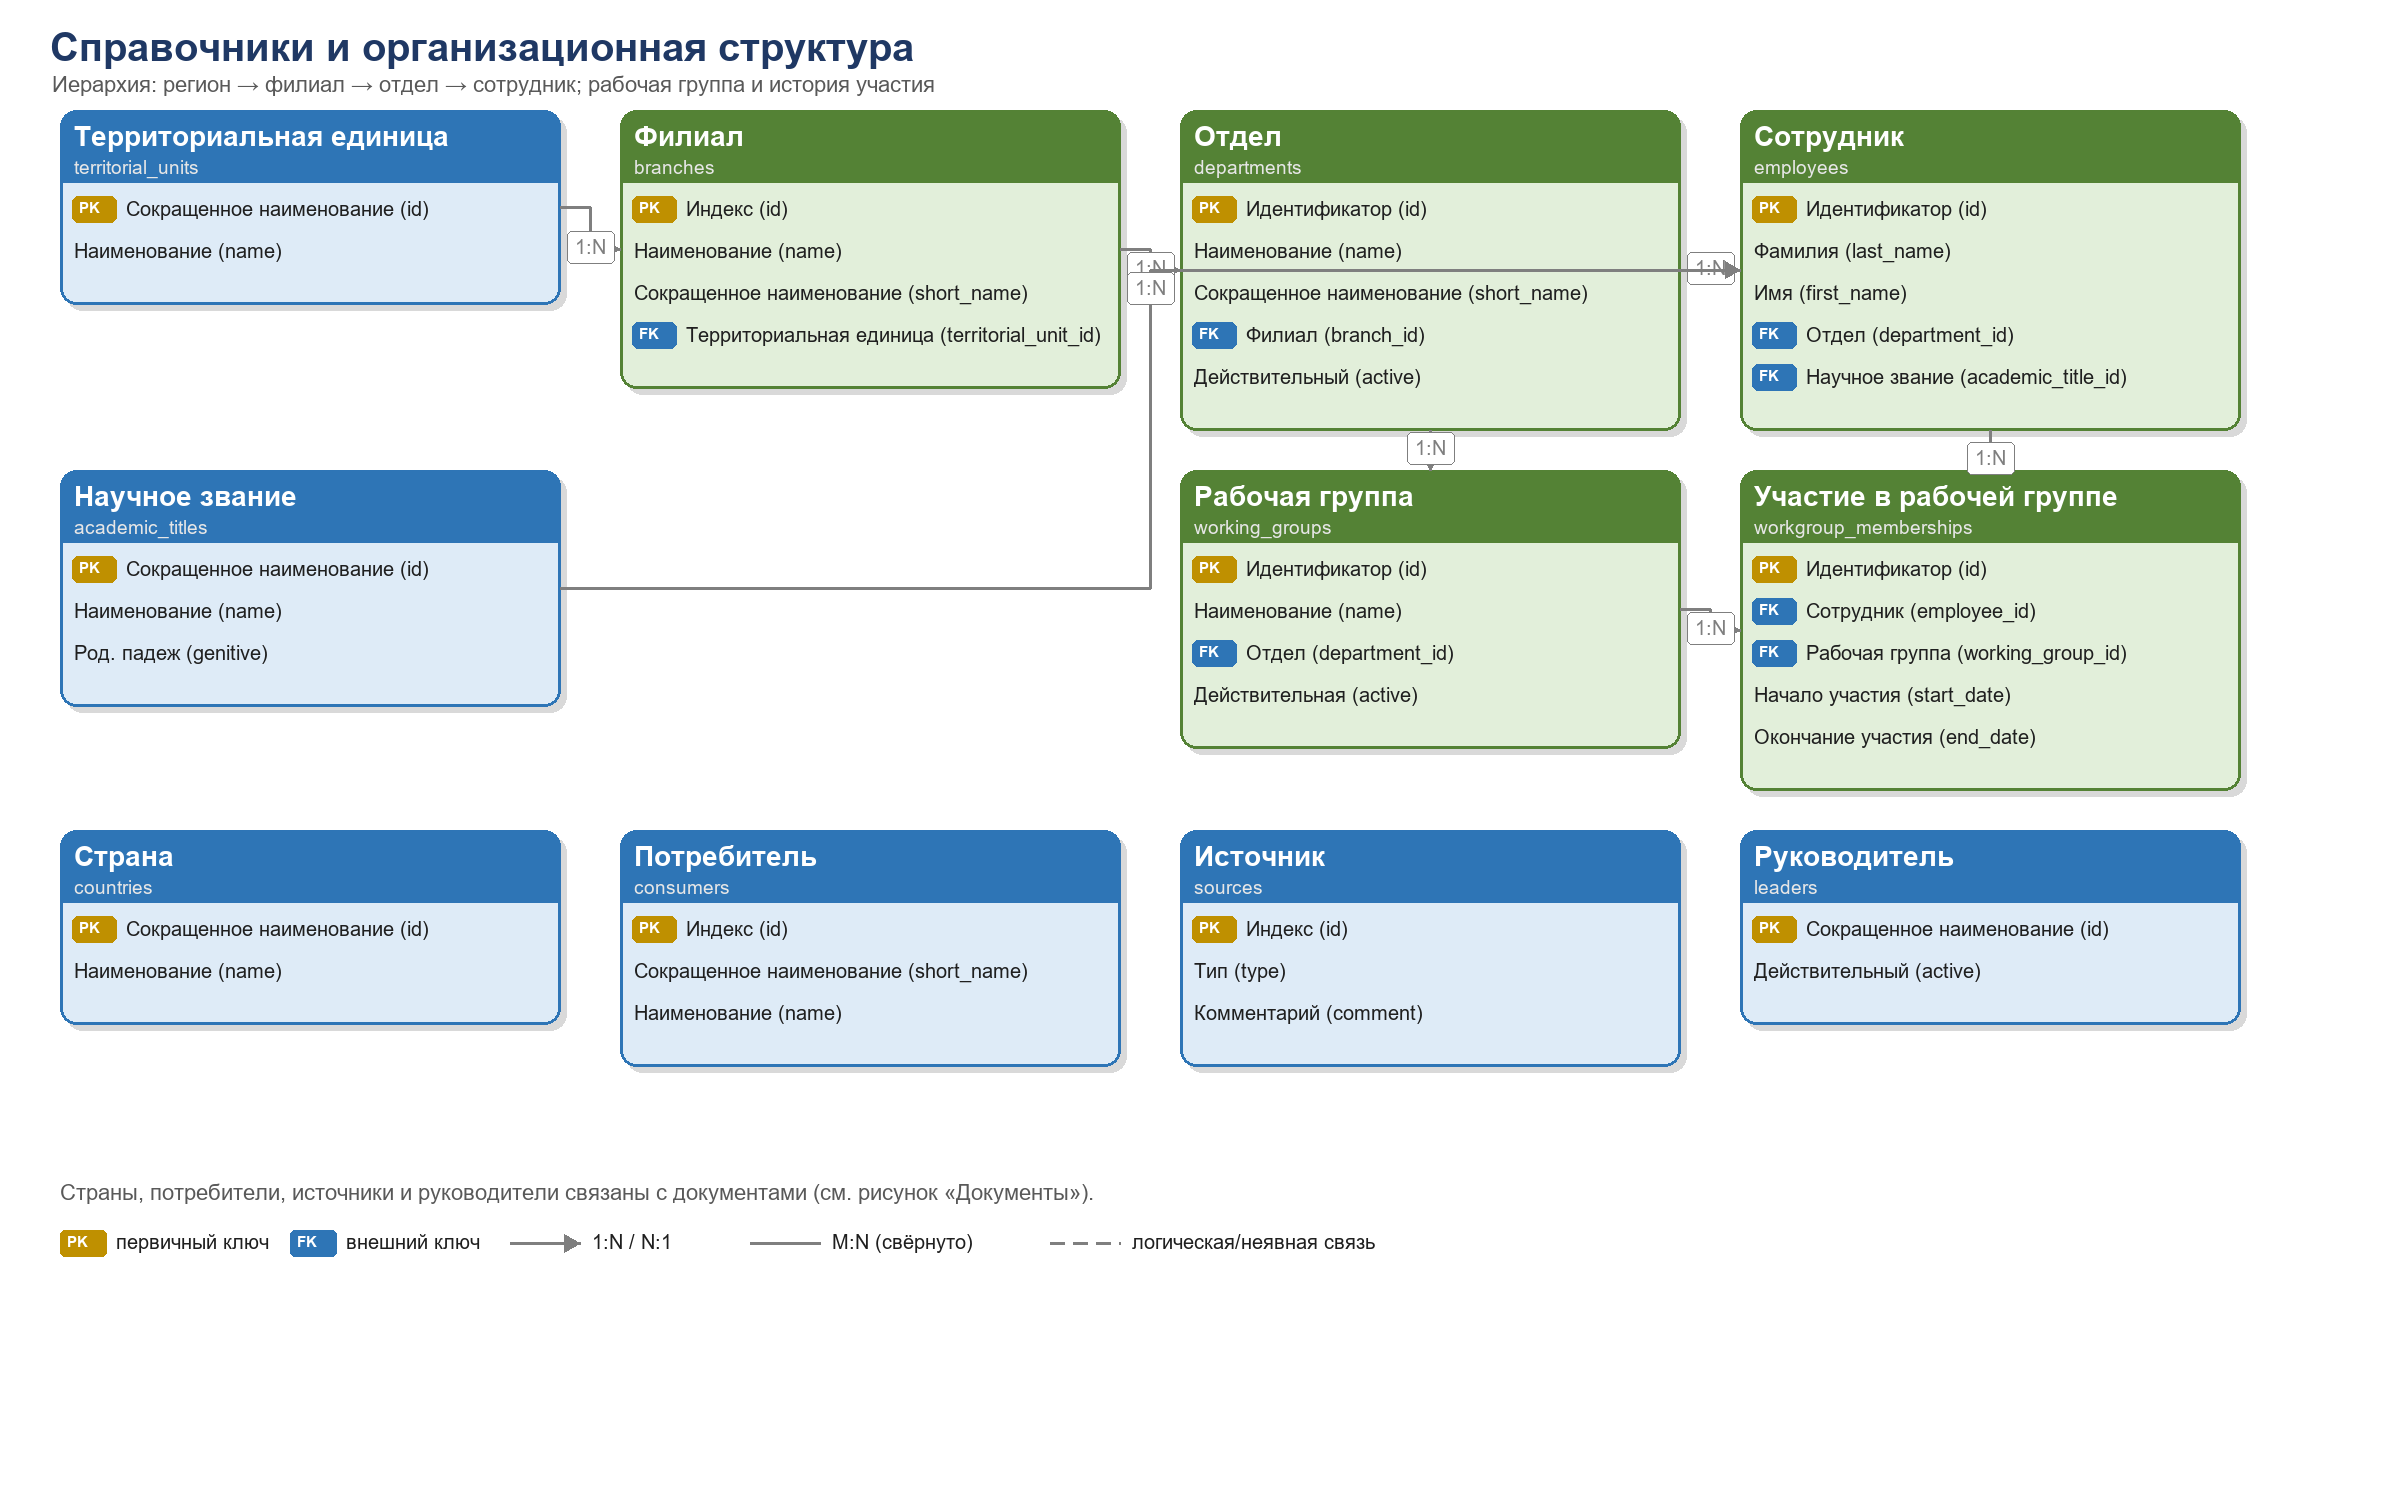 Справочники и организационная структура
Иерархия: регион → филиал → отдел → сотрудник; рабочая группа и история участия
Территориальная единица
territorial_units
PK Сокращенное наименование (id)
Наименование (name)
1:N
Филиал
branches
PK Индекс (id)
Наименование (name)
Сокращенное наименование (short_name)
FK Территориальная единица (territorial_unit_id)
1:N
1:N
Отдел
departments
PK Идентификатор (id)
Наименование (name)
Сокращенное наименование (short_name)
FK Филиал (branch_id)
Действительный (active)
1:N
1:N
Сотрудник
employees
PK Идентификатор (id)
Фамилия (last_name)
Имя (first_name)
FK Отдел (department_id)
FK Научное звание (academic_title_id)
1:N
Научное звание
academic_titles
PK Сокращенное наименование (id)
Наименование (name)
Род. падеж (genitive)
Рабочая группа
working_groups
PK Идентификатор (id)
Наименование (name)
FK Отдел (department_id)
Действительная (active)
1:N
Участие в рабочей группе
workgroup_memberships
PK Идентификатор (id)
FK Сотрудник (employee_id)
FK Рабочая группа (working_group_id)
Начало участия (start_date)
Окончание участия (end_date)
Страна
countries
PK Сокращенное наименование (id)
Наименование (name)
Потребитель
consumers
PK Индекс (id)
Сокращенное наименование (short_name)
Наименование (name)
Источник
sources
PK Индекс (id)
Тип (type)
Комментарий (comment)
Руководитель
leaders
PK Сокращенное наименование (id)
Действительный (active)
Страны, потребители, источники и руководители связаны с документами (см. рисунок «Документы»).
PK первичный ключ FK внешний ключ 1:N / N:1 M:N (свёрнуто) логическая/неявная связь